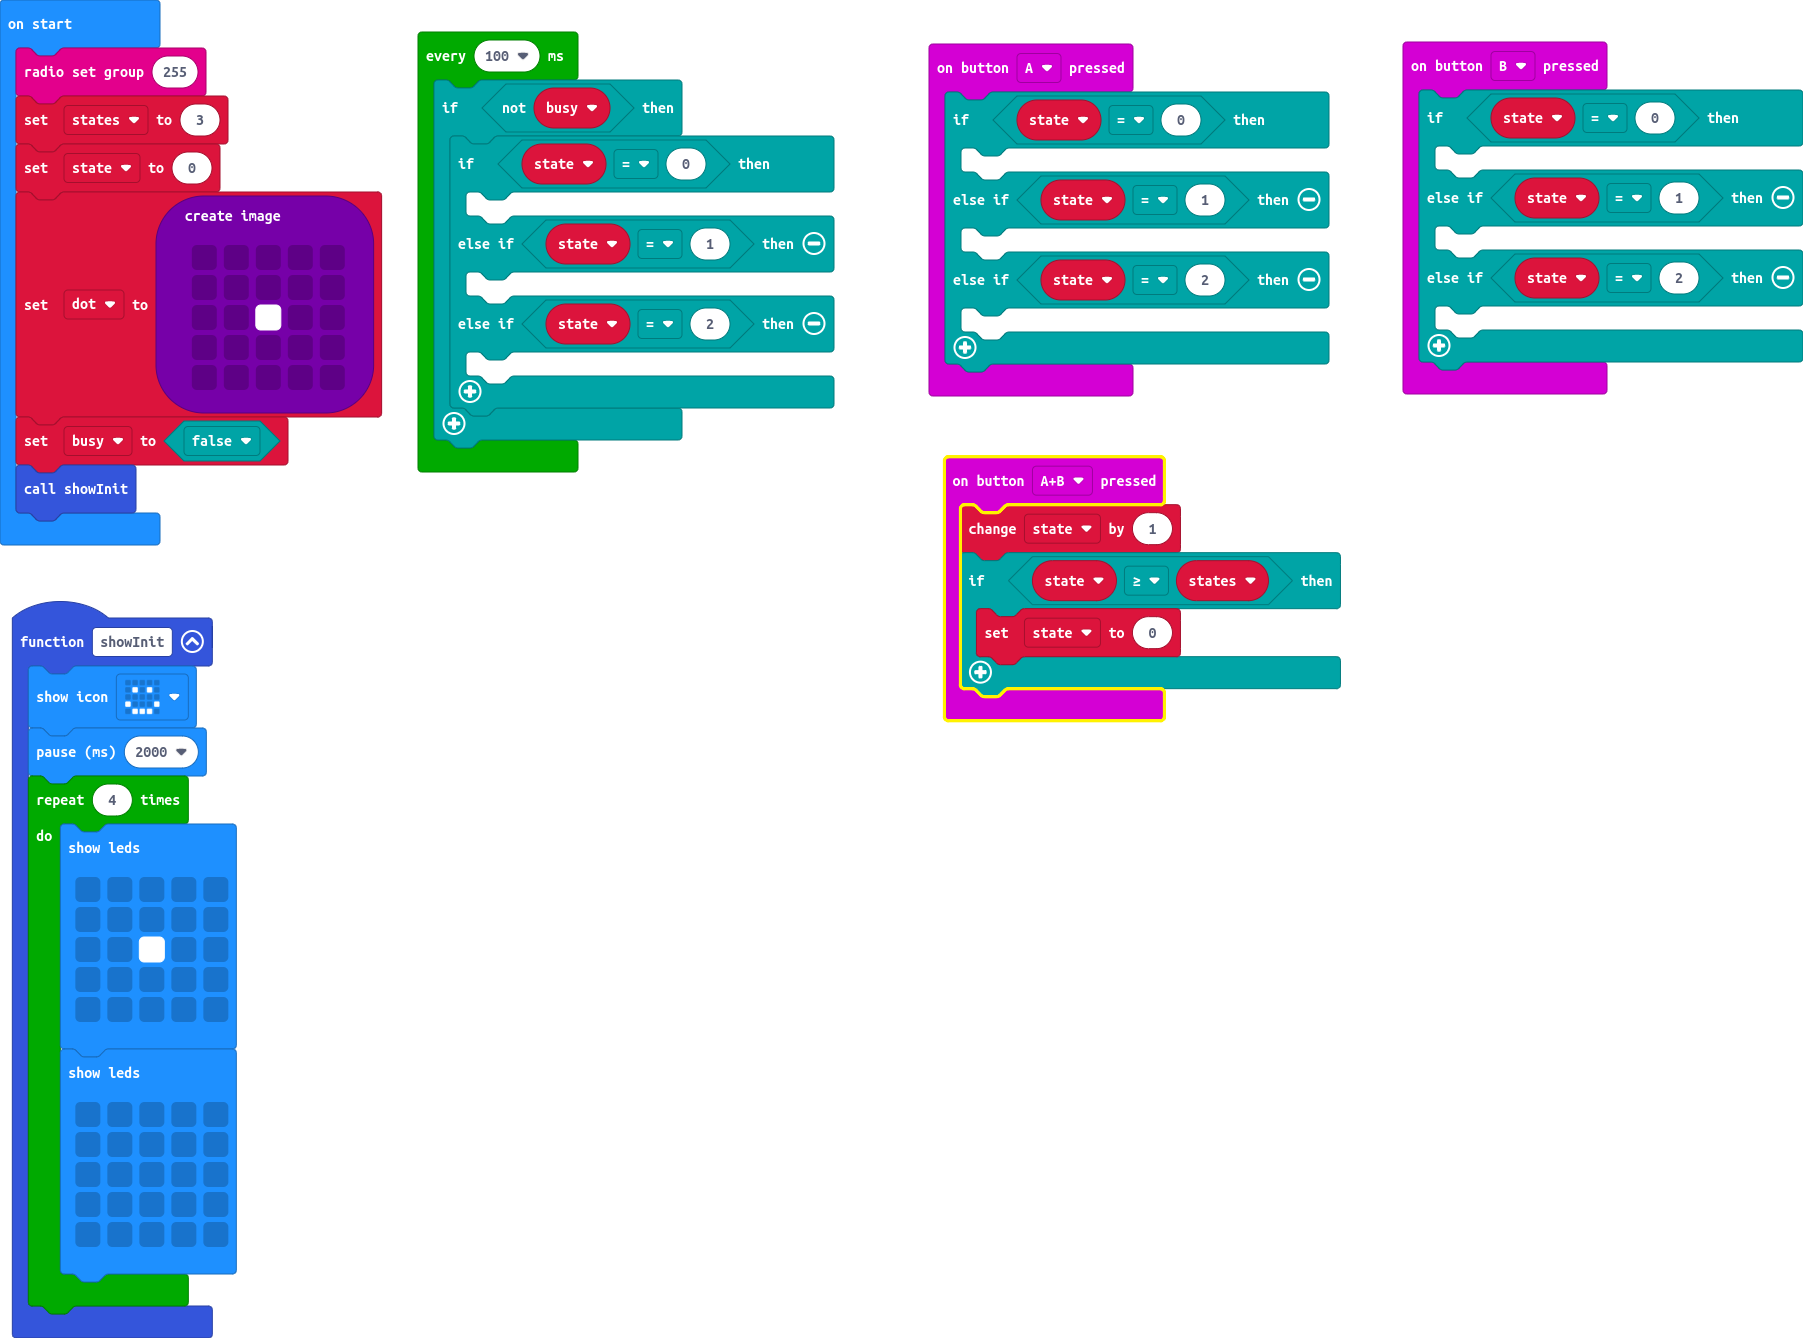 on start
radio set group 255
set states to 3
set state to 0
set dot to create image
set busy to false
call showInit
every 100 ms
if not busy then
if state = 0 then
else if state = 1 then
else if state = 2 then
on button A pressed
if state = 0 then
else if state = 1 then
else if state = 2 then
on button B pressed
if state = 0 then
else if state = 1 then
else if state = 2 then
on button A+B pressed
change state by 1
if state ≥ states then
set state to 0
function showInit
show icon
pause (ms) 2000
repeat 4 times
do
show leds
show leds